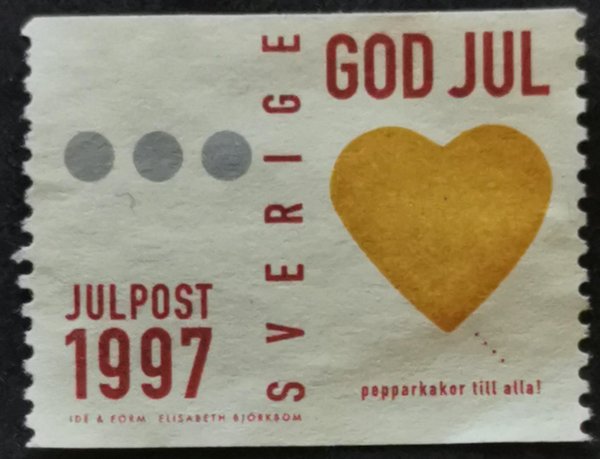 GOD JUL
SVERIGE
JULPOST
1997
IDÉ & FORM ELISABETH BJÖRKBOM
pepparkakor till alla!